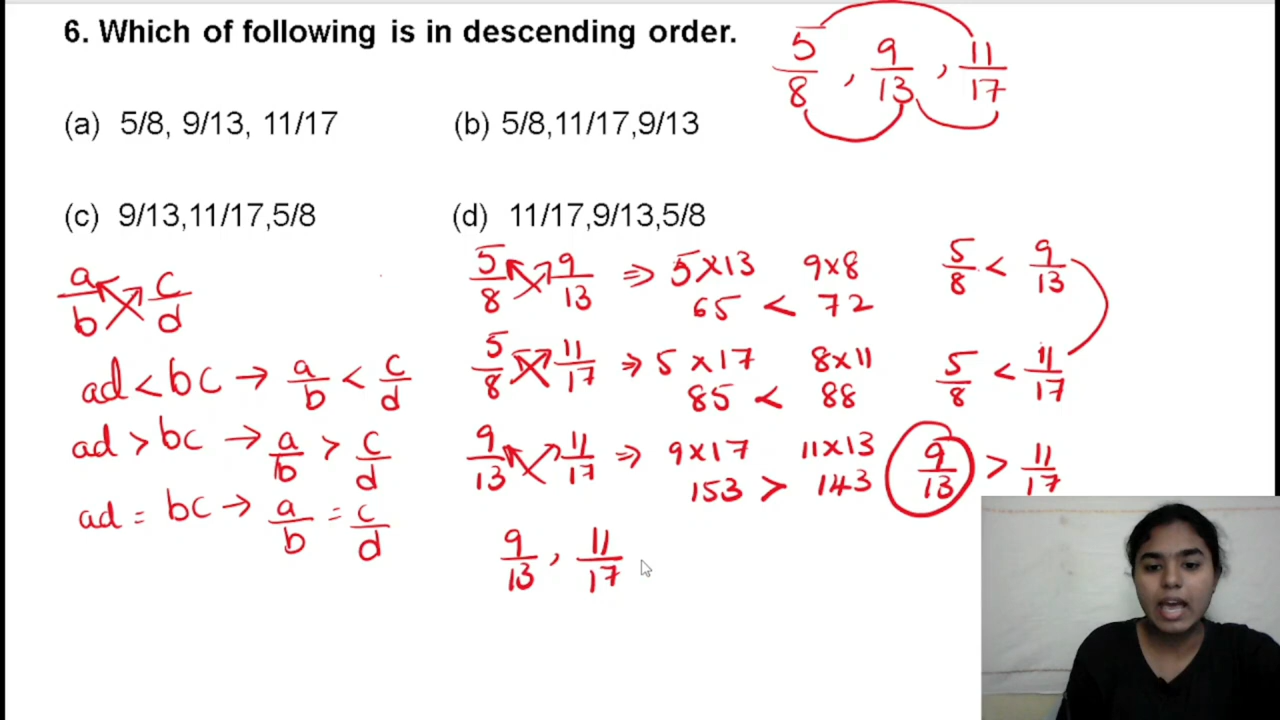 6. Which of following is in descending order.
5/8 , 9/13 , 11/17
(a) 5/8, 9/13, 11/17 (b) 5/8,11/17,9/13
(c) 9/13,11/17,5/8 (d) 11/17,9/13,5/8
a/b c/d
ad < bc → a/b < c/d
ad > bc → a/b > c/d
ad = bc → a/b = c/d
5/8 9/13 ⇒ 5×13 9×8 5/8 < 9/13
65 < 72
5/8 11/17 ⇒ 5×17 8×11 5/8 < 11/17
85 < 88
9/13 11/17 ⇒ 9×17 11×13 9/13 > 11/17
153 > 143
9/13 , 11/17